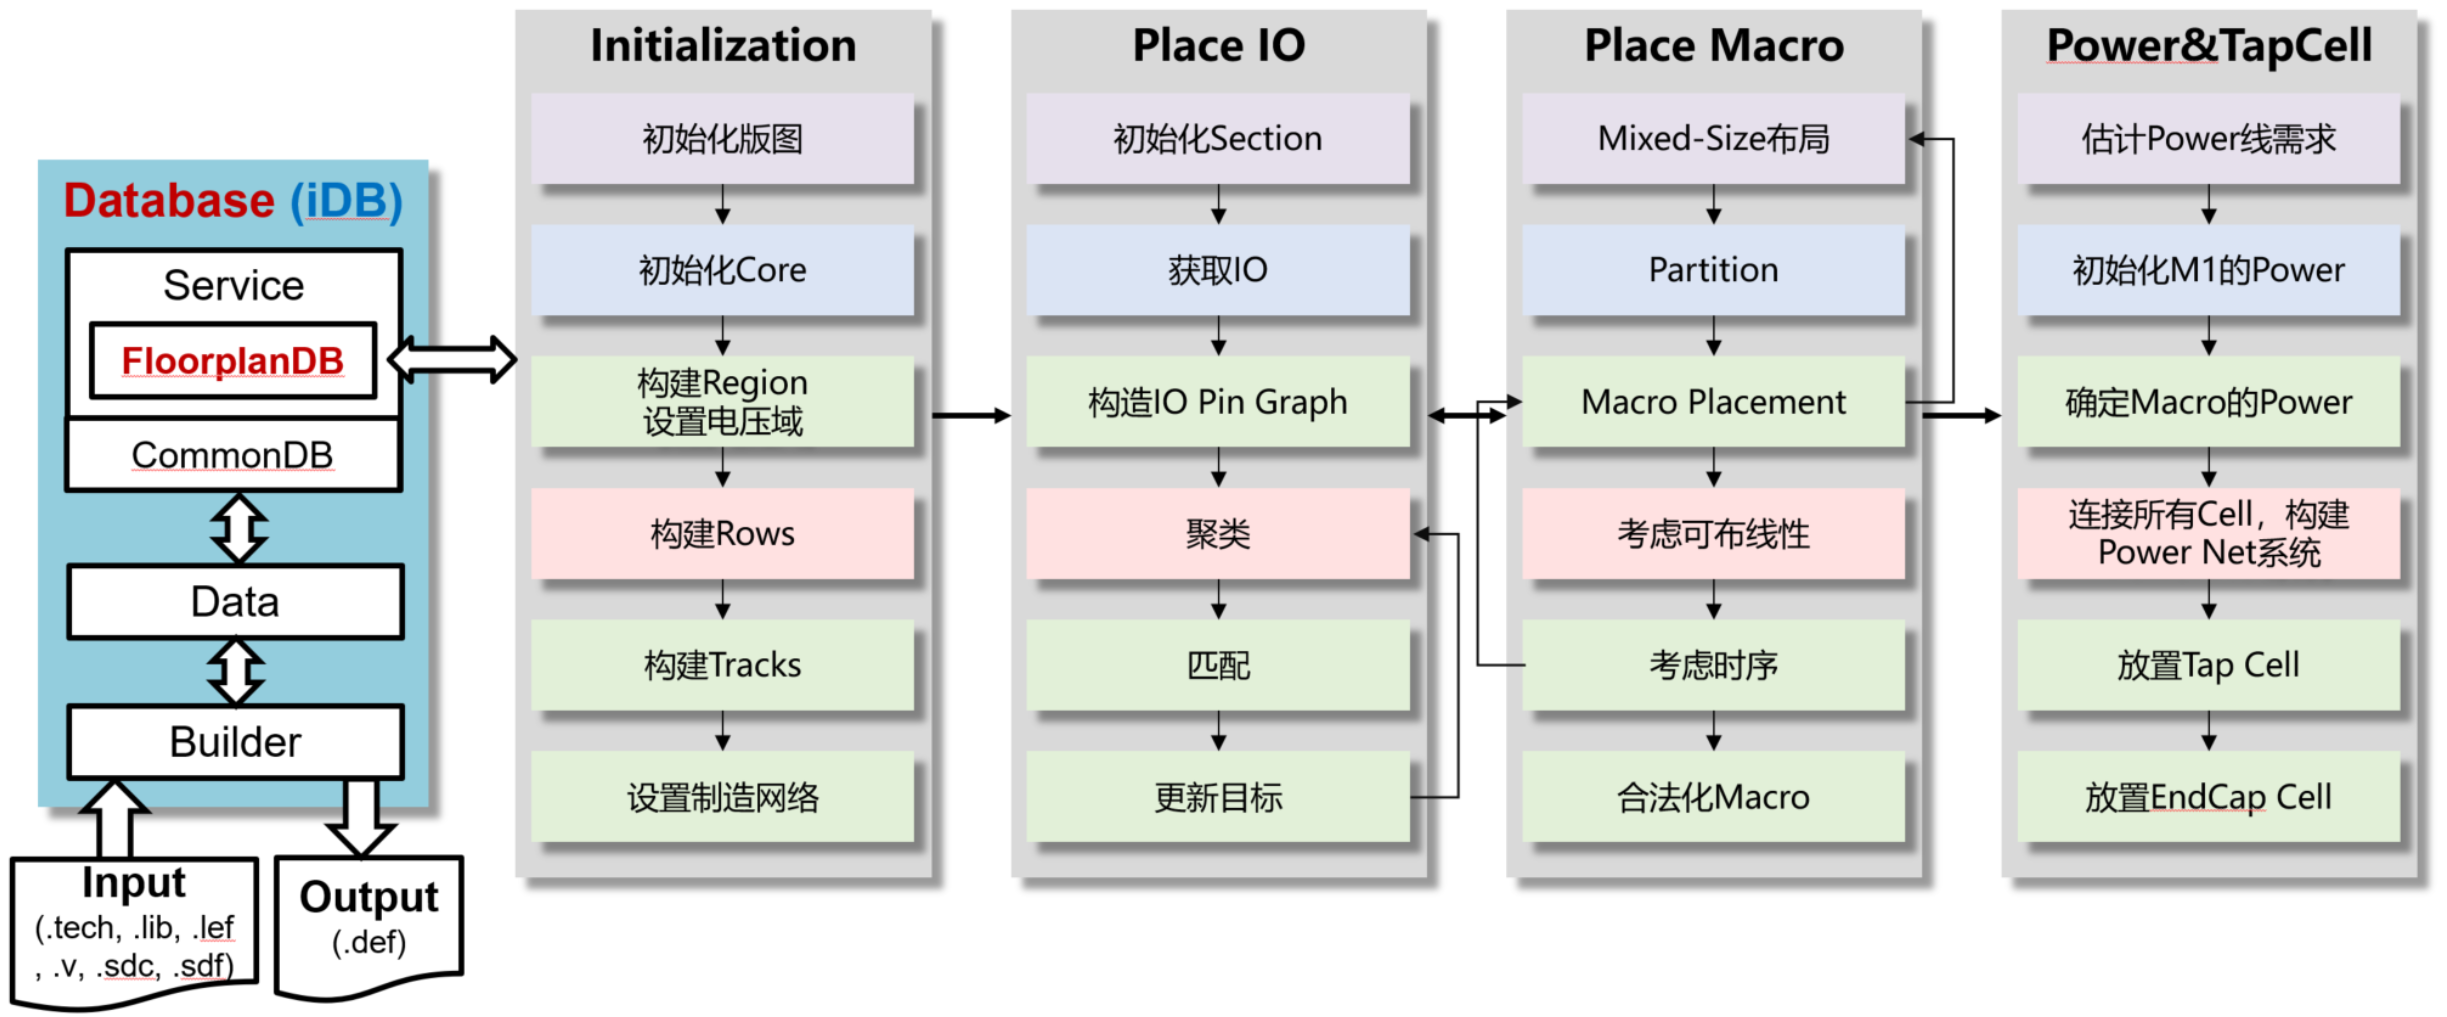 Database (iDB)
Service
FloorplanDB
CommonDB
Data
Builder
Input
(.tech, .lib, .lef
, .v, .sdc, .sdf)
Output
(.def)
Initialization
初始化版图
初始化Core
构建Region
设置电压域
构建Rows
构建Tracks
设置制造网络
Place IO
初始化Section
获取IO
构造IO Pin Graph
聚类
匹配
更新目标
Place Macro
Mixed-Size布局
Partition
Macro Placement
考虑可布线性
考虑时序
合法化Macro
Power&TapCell
估计Power线需求
初始化M1的Power
确定Macro的Power
连接所有Cell，构建
Power Net系统
放置Tap Cell
放置EndCap Cell